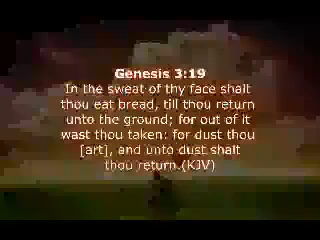 Genesis 3:19
In the sweat of thy face shalt
thou eat bread, till thou return
unto the ground; for out of it
wast thou taken: for dust thou
[art], and unto dust shalt
thou return.(KJV)